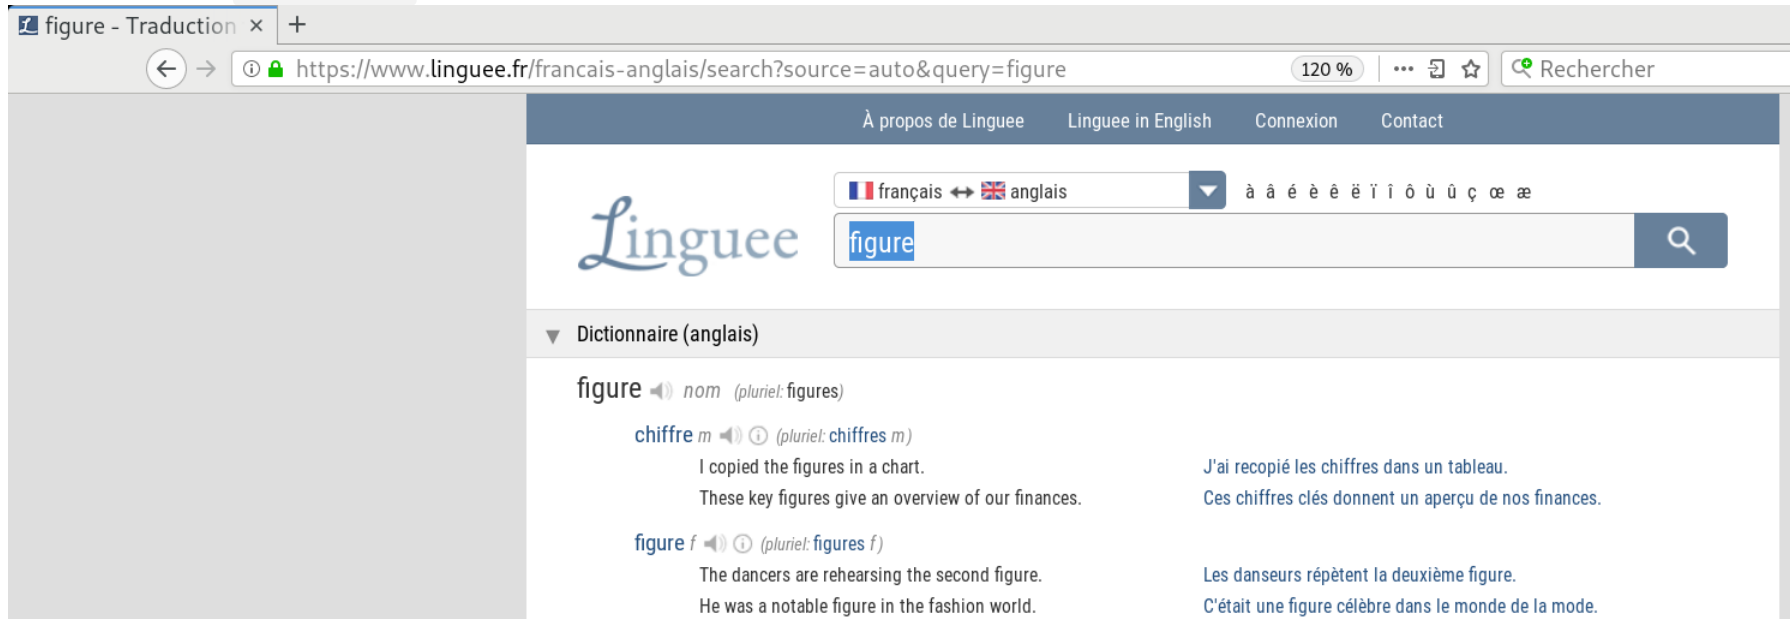 figure - Traduction × +
https://www.linguee.fr/francais-anglais/search?source=auto&query=figure 120 % Rechercher
À propos de Linguee Linguee in English Connexion Contact
français ↔ anglais à â é è ê ë ï î ô ù û ç œ æ
Linguee figure
Dictionnaire (anglais)
figure nom (pluriel: figures)
chiffre m (pluriel: chiffres m)
I copied the figures in a chart. J'ai recopié les chiffres dans un tableau.
These key figures give an overview of our finances. Ces chiffres clés donnent un aperçu de nos finances.
figure f (pluriel: figures f)
The dancers are rehearsing the second figure. Les danseurs répètent la deuxième figure.
He was a notable figure in the fashion world. C'était une figure célèbre dans le monde de la mode.